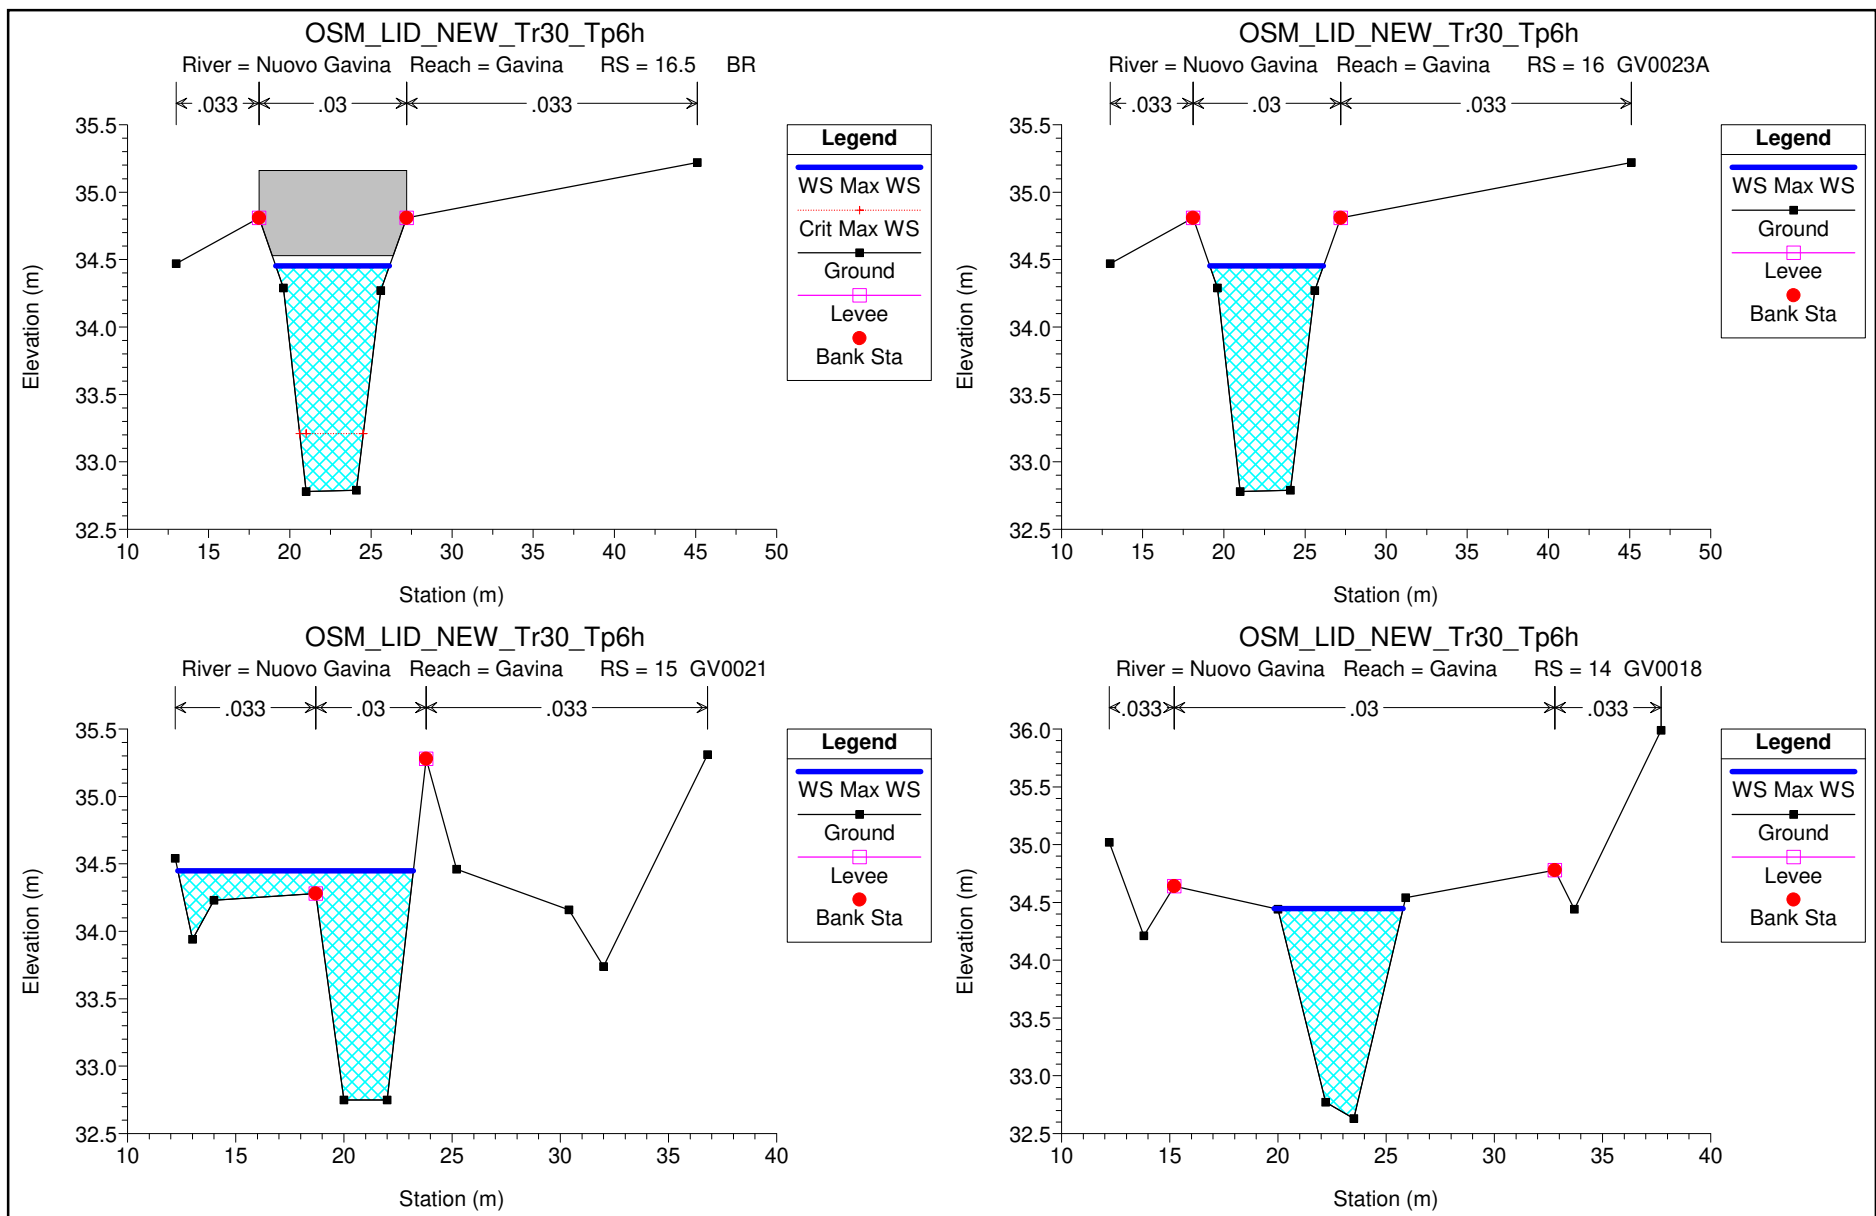 OSM_LID_NEW_Tr30_Tp6h
River = Nuovo Gavina Reach = Gavina RS = 16.5 BR
.033 .03 .033
35.5
35.0
34.5
34.0
33.5
33.0
32.5
Elevation (m)
10 15 20 25 30 35 40 45 50
Station (m)
Legend
WS Max WS
Crit Max WS
Ground
Levee
Bank Sta
OSM_LID_NEW_Tr30_Tp6h
River = Nuovo Gavina Reach = Gavina RS = 16 GV0023A
.033 .03 .033
35.5
35.0
34.5
34.0
33.5
33.0
32.5
Elevation (m)
10 15 20 25 30 35 40 45 50
Station (m)
Legend
WS Max WS
Ground
Levee
Bank Sta
OSM_LID_NEW_Tr30_Tp6h
River = Nuovo Gavina Reach = Gavina RS = 15 GV0021
.033 .03 .033
35.5
35.0
34.5
34.0
33.5
33.0
32.5
Elevation (m)
10 15 20 25 30 35 40
Station (m)
Legend
WS Max WS
Ground
Levee
Bank Sta
OSM_LID_NEW_Tr30_Tp6h
River = Nuovo Gavina Reach = Gavina RS = 14 GV0018
.033 .03 .033
36.0
35.5
35.0
34.5
34.0
33.5
33.0
32.5
Elevation (m)
10 15 20 25 30 35 40
Station (m)
Legend
WS Max WS
Ground
Levee
Bank Sta